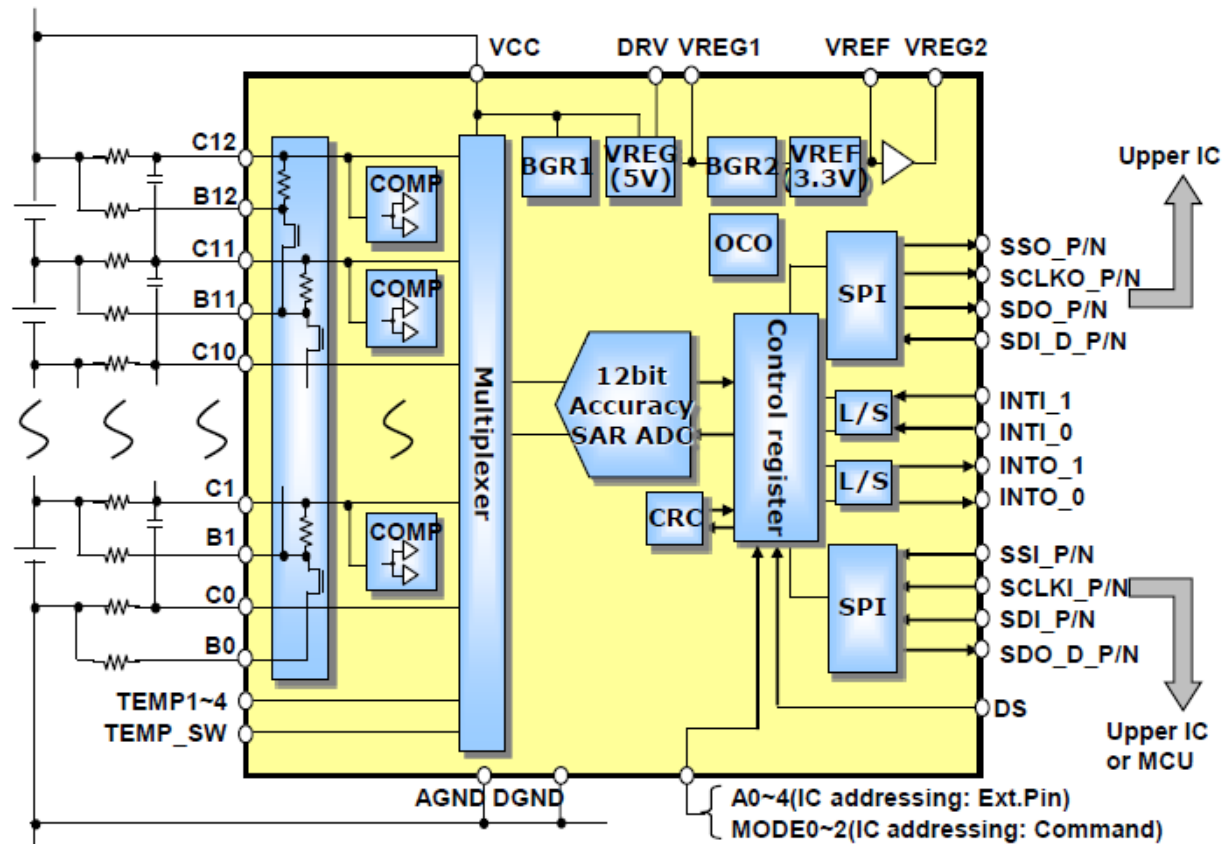 VCC
DRV
VREG1
VREF
VREG2
C12
B12
C11
B11
C10
C1
B1
C0
B0
TEMP1~4
TEMP_SW
COMP
COMP
COMP
Multiplexer
BGR1
VREG
(5V)
BGR2
VREF
(3.3V)
OCO
12bit
Accuracy
SAR ADC
Control
register
CRC
SPI
L/S
L/S
SPI
SSO_P/N
SCLKO_P/N
SDO_P/N
SDI_D_P/N
INTI_1
INTI_0
INTO_1
INTO_0
SSI_P/N
SCLKI_P/N
SDI_P/N
SDO_D_P/N
DS
Upper IC
Upper IC
or MCU
AGND DGND
A0~4(IC addressing: Ext.Pin)
MODE0~2(IC addressing: Command)